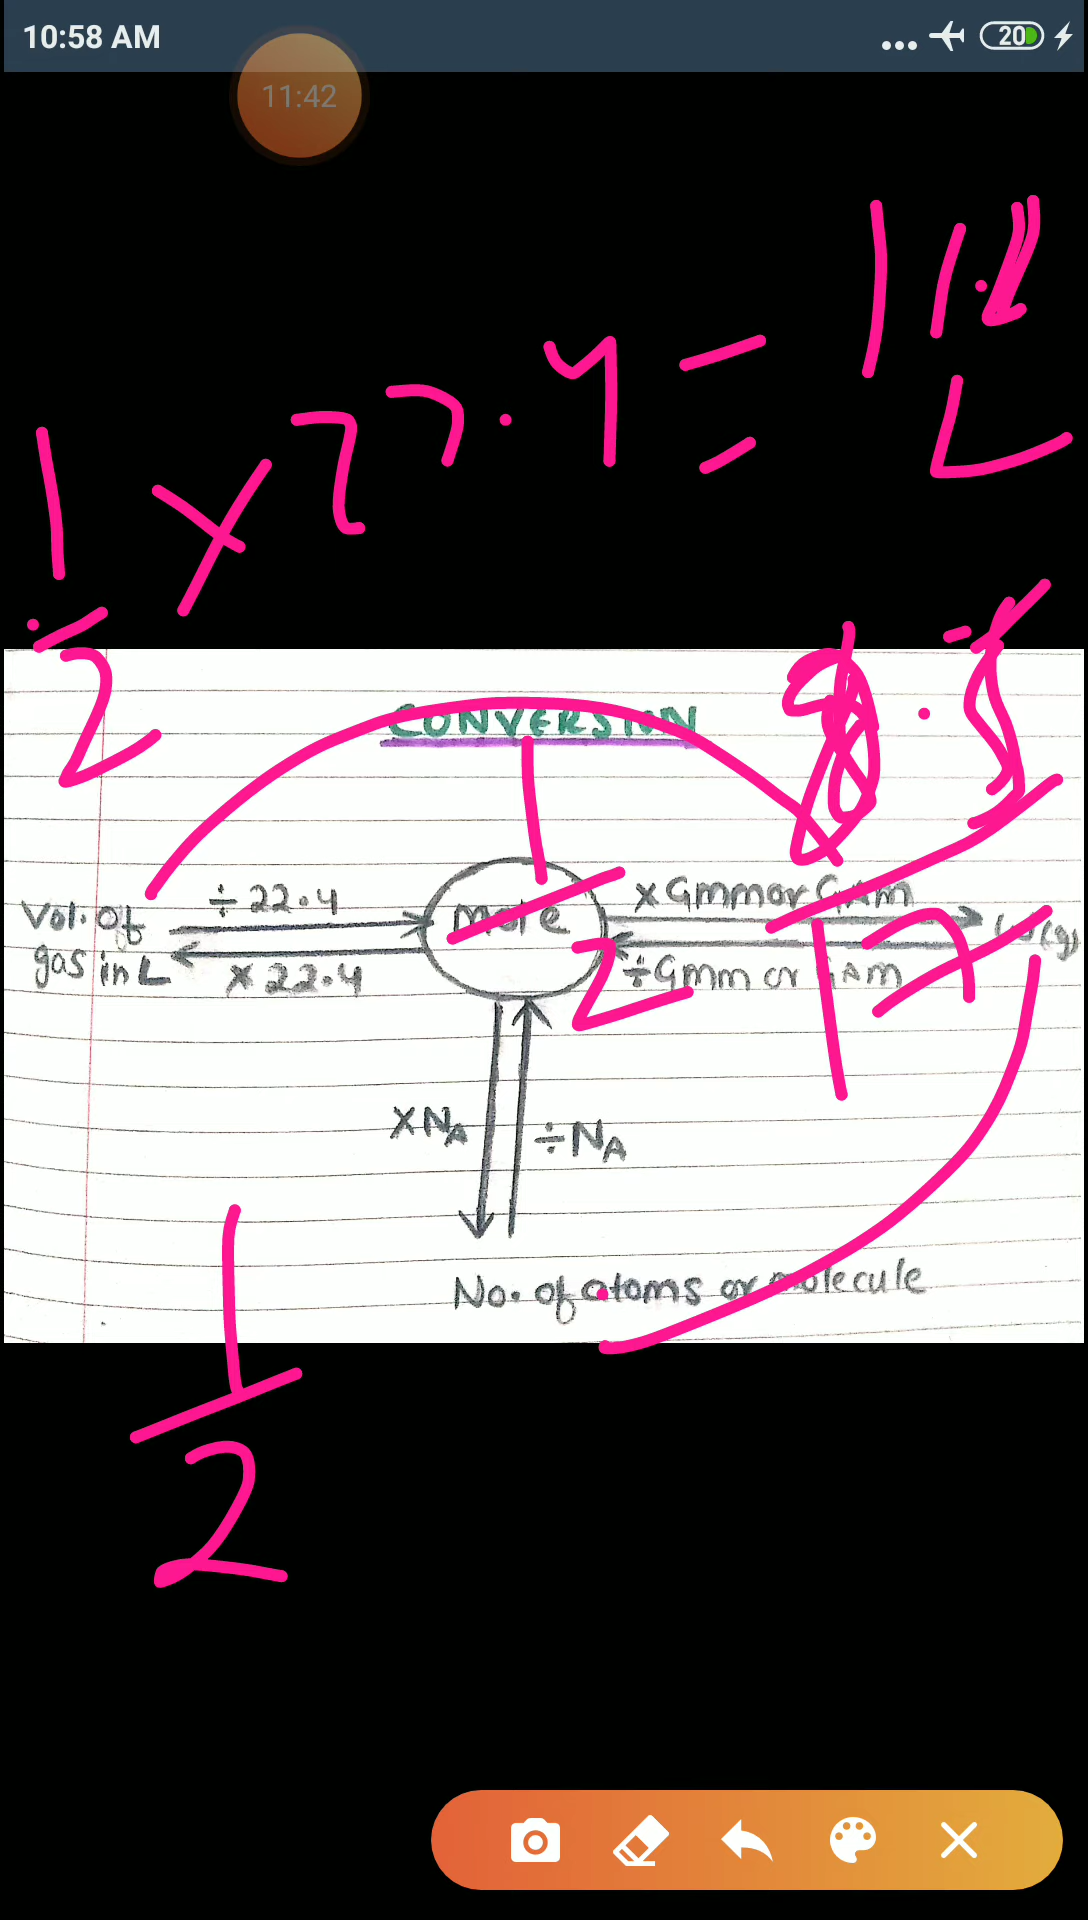 10:58 AM
20
11:42
1/2 x 22.4 = 11.2
L
CONVERSION
8.5
17
÷ 22.4
mole
x Gmm or GAm
Vol. Of
gas in L
W(g)
x 22.4
÷ Gmm or GAm
1/2
x NA
÷ NA
No. of atoms or molecule
1/2